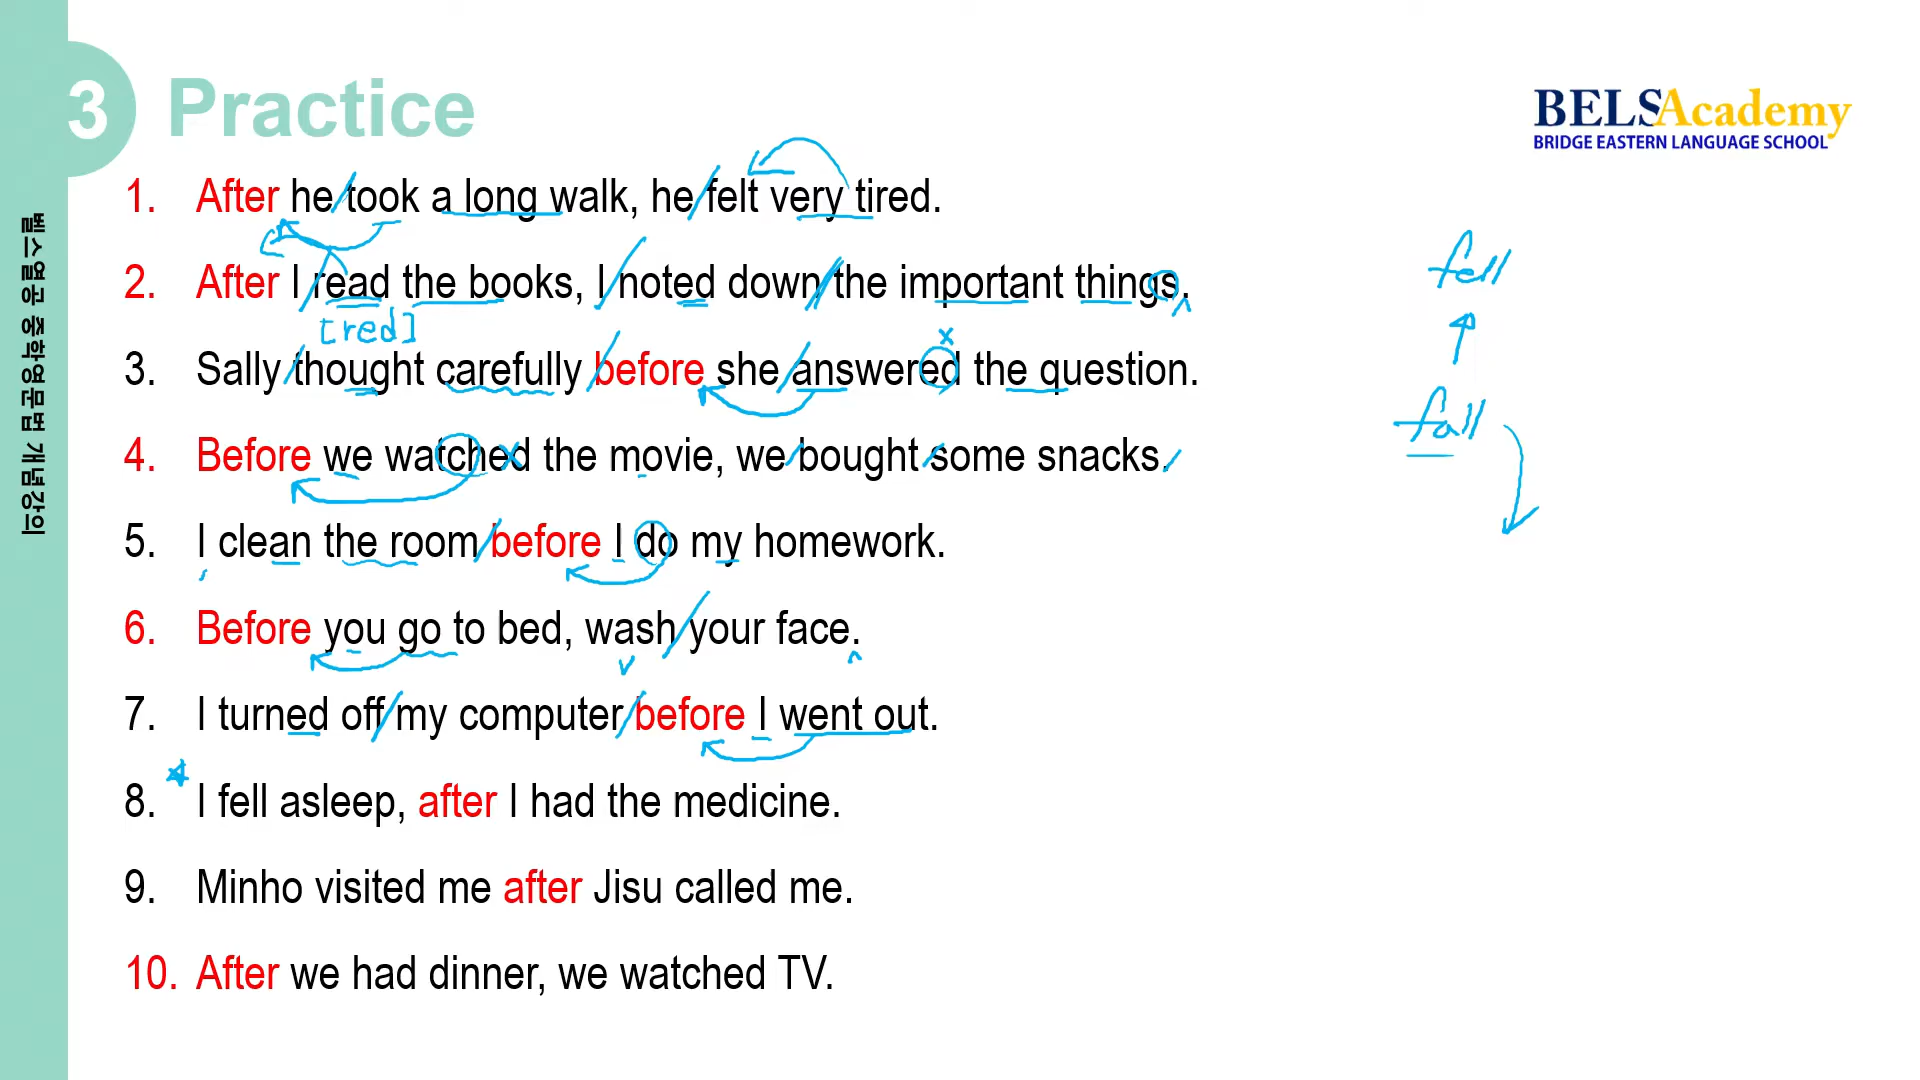 3 Practice
BELSAcademy
BRIDGE EASTERN LANGUAGE SCHOOL
벨스열공 중학영문법 개념강의
1. After he took a long walk, he felt very tired.
2. After I read the books, I noted down the important things.
[red]
3. Sally thought carefully before she answered the question.
4. Before we watched the movie, we bought some snacks.
5. I clean the room before I do my homework.
6. Before you go to bed, wash your face.
7. I turned off my computer before I went out.
8. I fell asleep, after I had the medicine.
9. Minho visited me after Jisu called me.
10. After we had dinner, we watched TV.
fell
fall